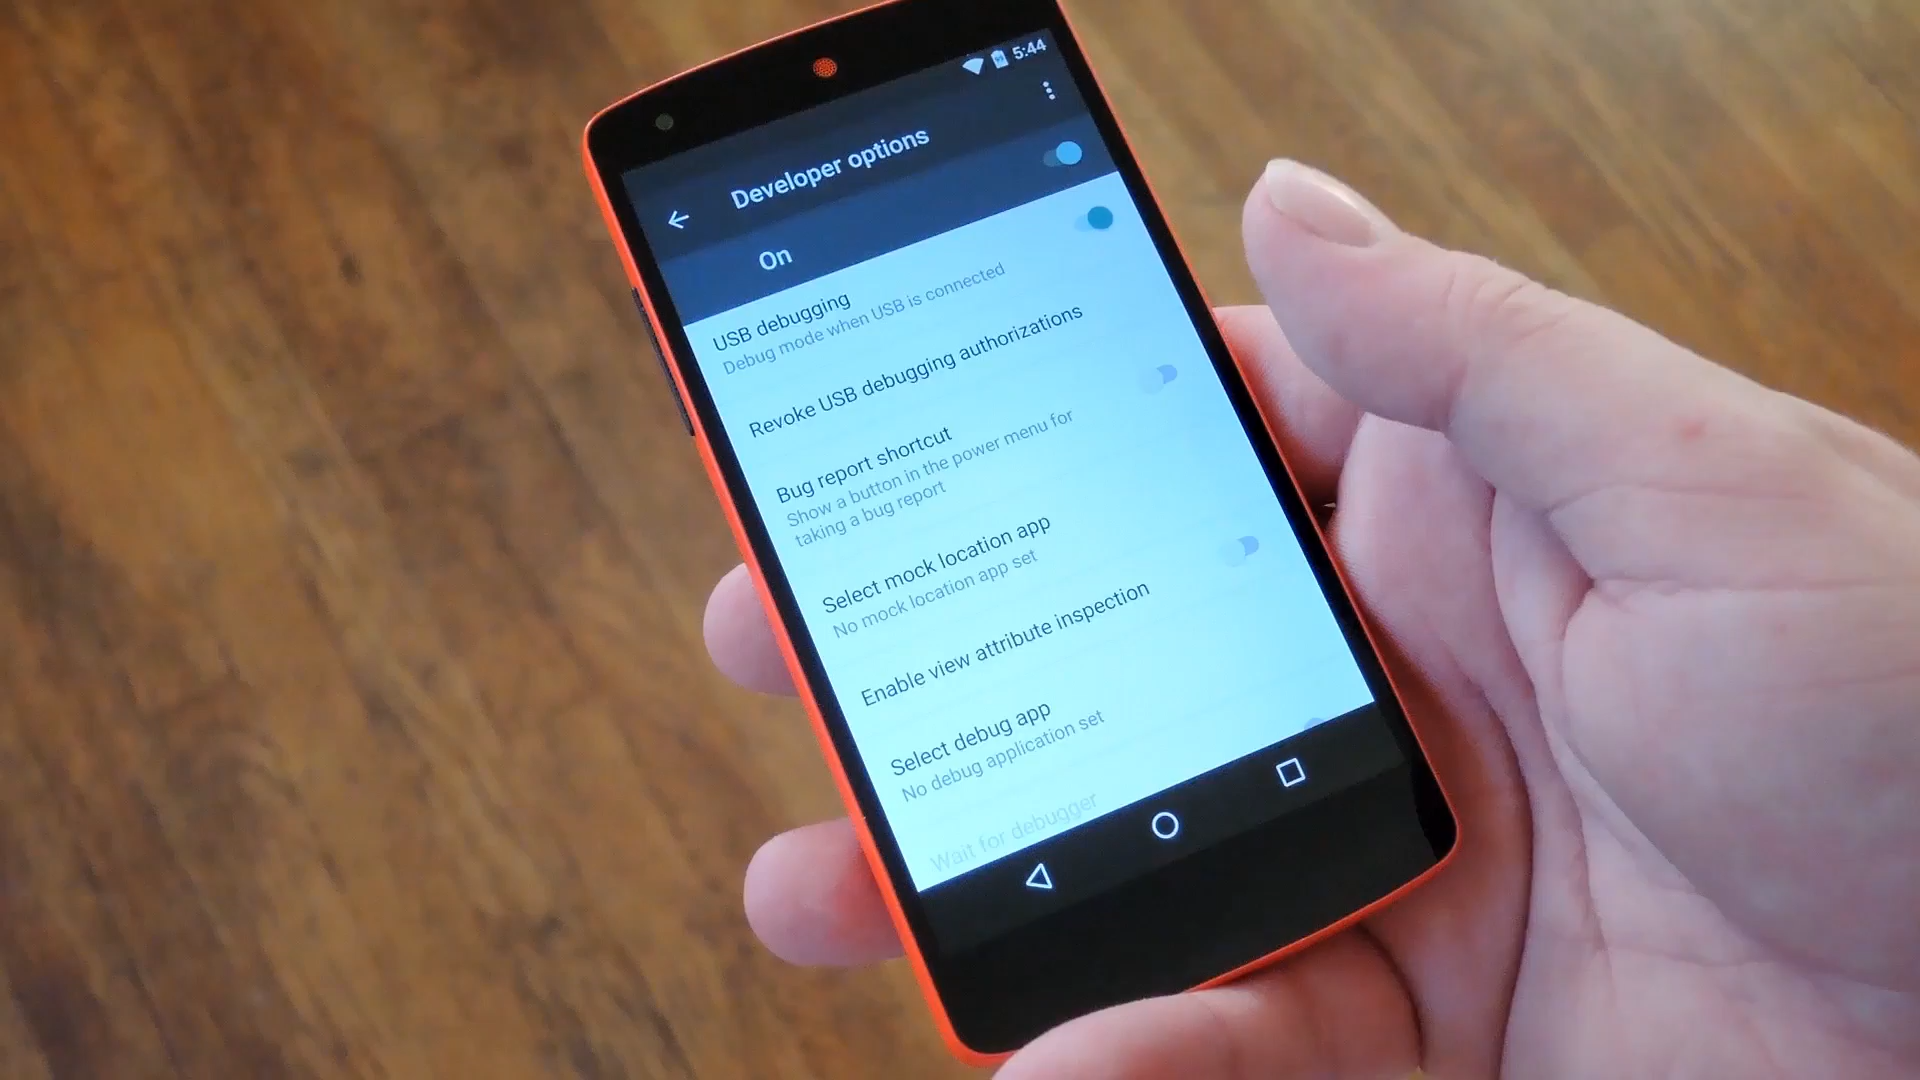 5:44
Developer options
On
USB debugging
Debug mode when USB is connected
Revoke USB debugging authorizations
Bug report shortcut
Show a button in the power menu for
taking a bug report
Select mock location app
No mock location app set
Enable view attribute inspection
Select debug app
No debug application set
Wait for debugger